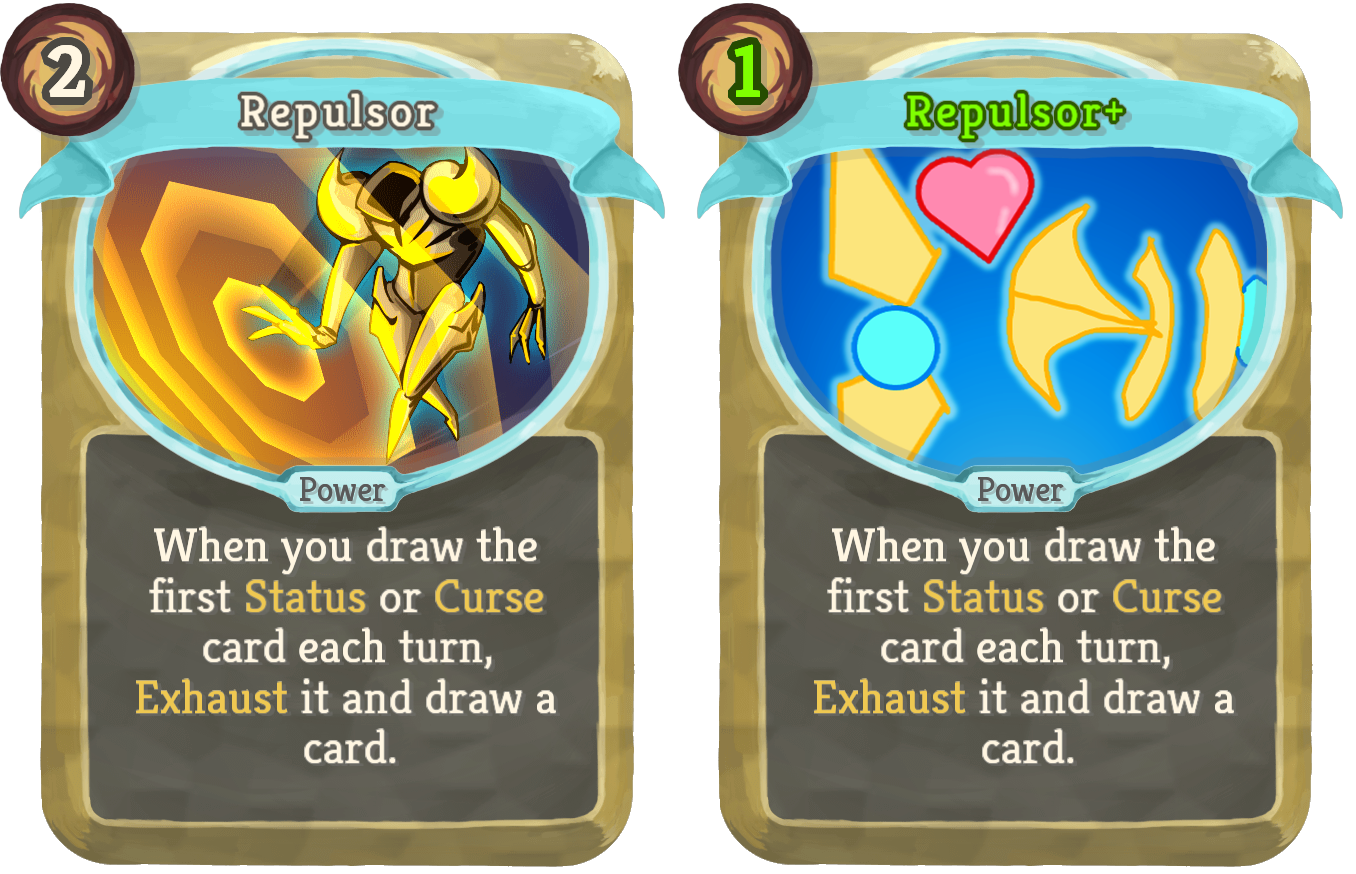 2
Repulsor
Power
When you draw the
first Status or Curse
card each turn,
Exhaust it and draw a
card.
1
Repulsor+
Power
When you draw the
first Status or Curse
card each turn,
Exhaust it and draw a
card.